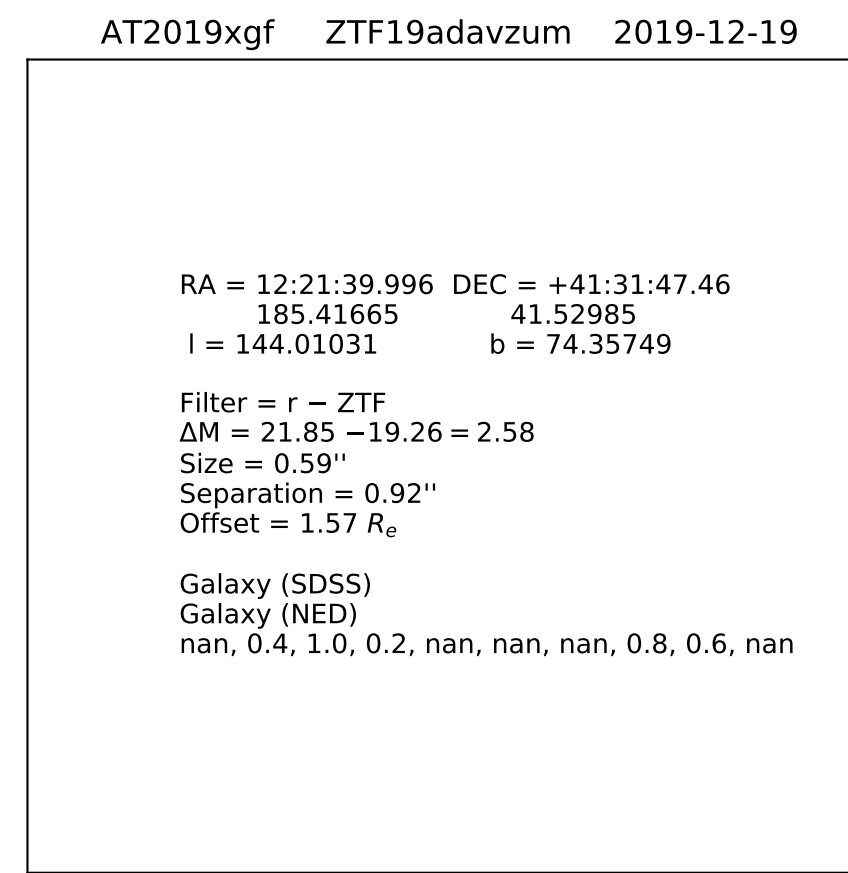 AT2019xgf ZTF19adavzum 2019-12-19
RA = 12:21:39.996 DEC = +41:31:47.46
185.41665 41.52985
l = 144.01031 b = 74.35749
Filter = r − ZTF
ΔM = 21.85 −19.26 = 2.58
Size = 0.59''
Separation = 0.92''
Offset = 1.57 Re
Galaxy (SDSS)
Galaxy (NED)
nan, 0.4, 1.0, 0.2, nan, nan, nan, 0.8, 0.6, nan